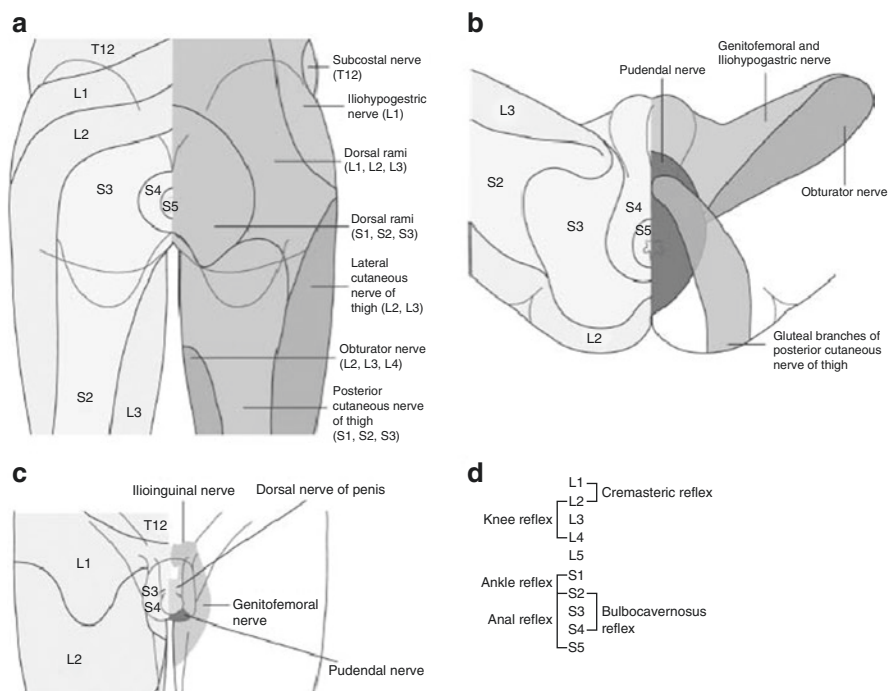 a
T12
L1
L2
S3
S4
S5
S2
L3
Subcostal nerve
(T12)
Iliohypegestric
nerve (L1)
Dorsal rami
(L1, L2, L3)
Dorsal rami
(S1, S2, S3)
Lateral
cutaneous
nerve of
thigh (L2, L3)
Obturator nerve
(L2, L3, L4)
Posterior
cutaneous nerve
of thigh
(S1, S2, S3)
b
Genitofemoral and
Iliohypogastric nerve
Pudendal nerve
L3
S2
S3
S4
S5
L2
Obturator nerve
Gluteal branches of
posterior cutaneous
nerve of thigh
c
Ilioinguinal nerve
Dorsal nerve of penis
T12
L1
S3
S4
L2
Genitofemoral
nerve
Pudendal nerve
d
L1
L2
L3
L4
L5
S1
S2
S3
S4
S5
Cremasteric reflex
Knee reflex
Ankle reflex
Anal reflex
Bulbocavernosus
reflex